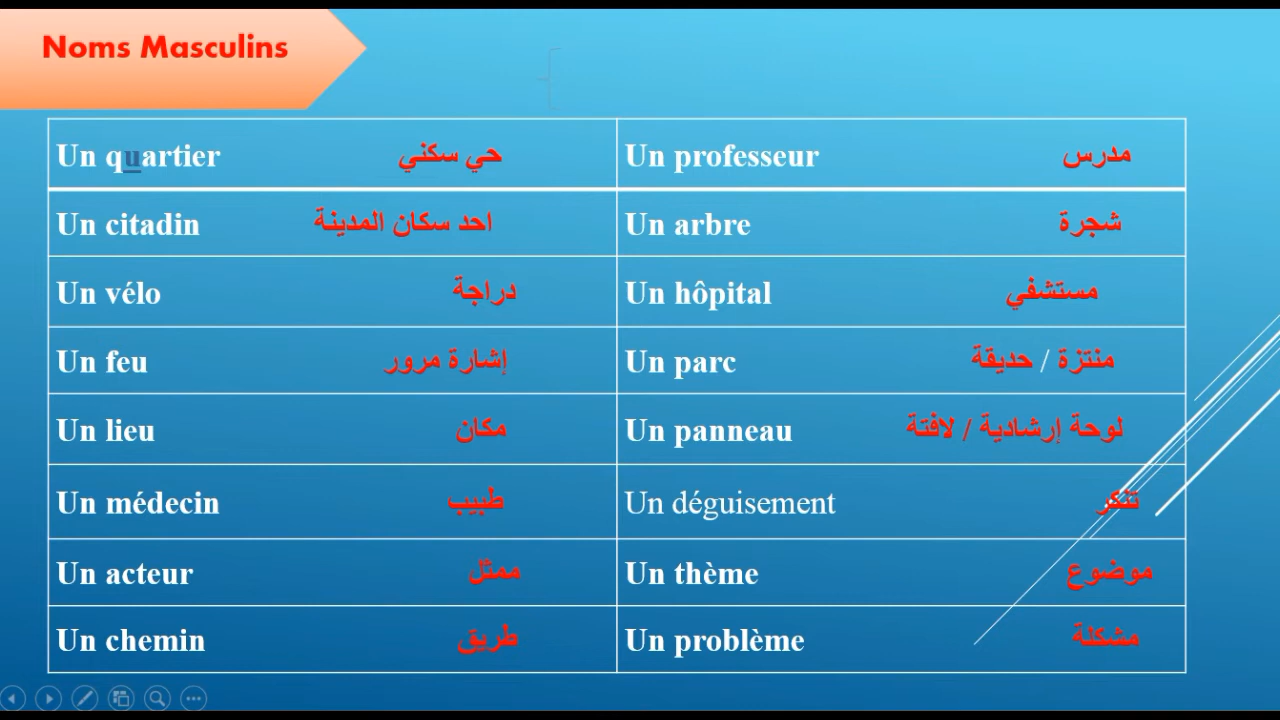 Noms Masculins
Un quartier حي سكني
Un professeur مدرس
Un citadin احد سكان المدينة
Un arbre شجرة
Un vélo دراجة
Un hôpital مستشفي
Un feu إشارة مرور
Un parc منتزة / حديقة
Un lieu مكان
Un panneau لوحة إرشادية / لافتة
Un médecin طبيب
Un déguisement تنكر
Un acteur ممثل
Un thème موضوع
Un chemin طريق
Un problème مشكلة